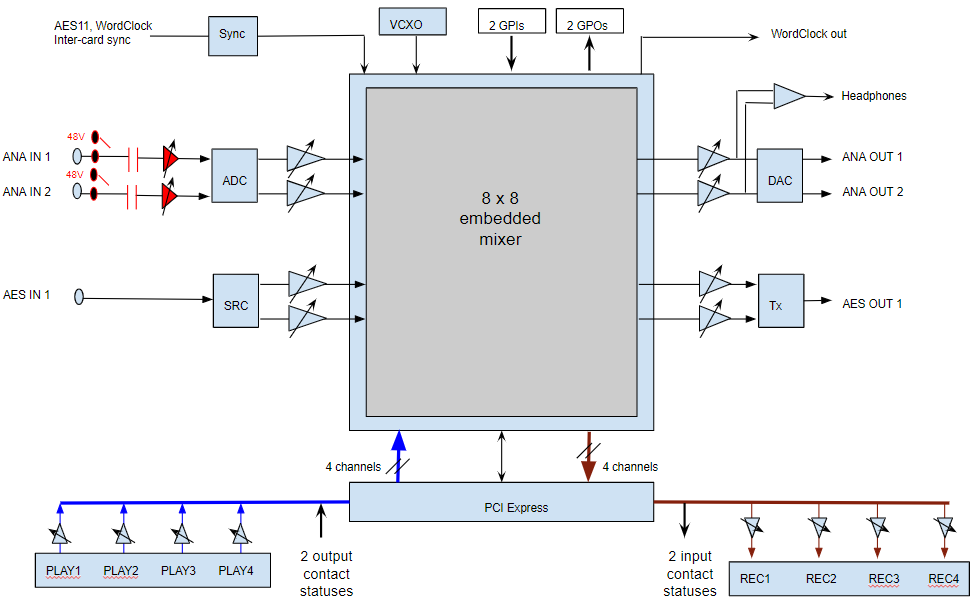 AES11, WordClock
Inter-card sync
Sync
VCXO
2 GPIs
2 GPOs
WordClock out
Headphones
48V
ANA IN 1
48V
ANA IN 2
ADC
8 x 8
embedded
mixer
DAC
ANA OUT 1
ANA OUT 2
AES IN 1
SRC
Tx
AES OUT 1
4 channels
4 channels
PCI Express
PLAY1
PLAY2
PLAY3
PLAY4
2 output
contact
statuses
2 input
contact
statuses
REC1
REC2
REC3
REC4